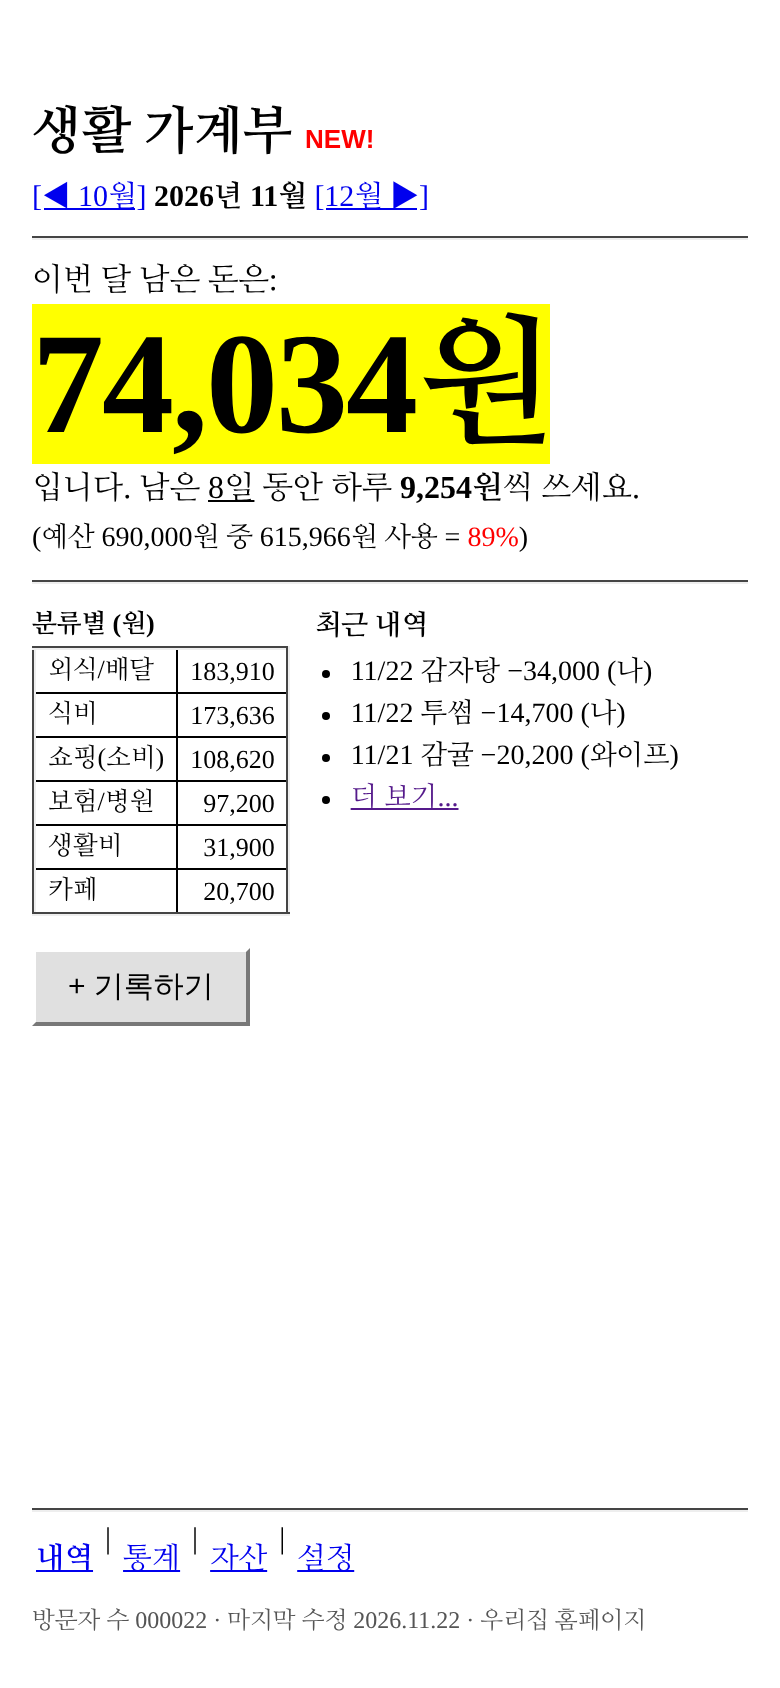 생활 가계부 NEW!
[◀ 10월] 2026년 11월 [12월 ▶]
이번 달 남은 돈은:
74,034원
입니다. 남은 8일 동안 하루 9,254원씩 쓰세요.
(예산 690,000원 중 615,966원 사용 = 89%)
분류별 (원)
외식/배달 183,910
식비 173,636
쇼핑(소비) 108,620
보험/병원 97,200
생활비 31,900
카페 20,700
최근 내역
• 11/22 감자탕 −34,000 (나)
• 11/22 투썸 −14,700 (나)
• 11/21 감귤 −20,200 (와이프)
• 더 보기...
+ 기록하기
내역 | 통계 | 자산 | 설정
방문자 수 000022 · 마지막 수정 2026.11.22 · 우리집 홈페이지